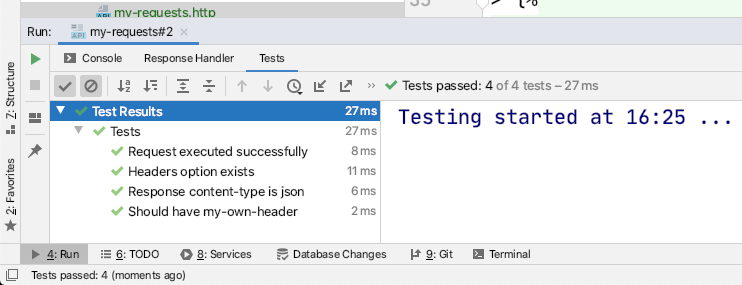 my-requests.http
35
> {%
Run: my-requests#2
Console Response Handler Tests
Tests passed: 4 of 4 tests – 27 ms
Test Results 27 ms
Tests 27 ms
Request executed successfully 8 ms
Headers option exists 11 ms
Response content-type is json 6 ms
Should have my-own-header 2 ms
Testing started at 16:25 ...
Z: Structure
2: Favorites
4: Run 6: TODO 8: Services Database Changes 9: Git Terminal
Tests passed: 4 (moments ago)